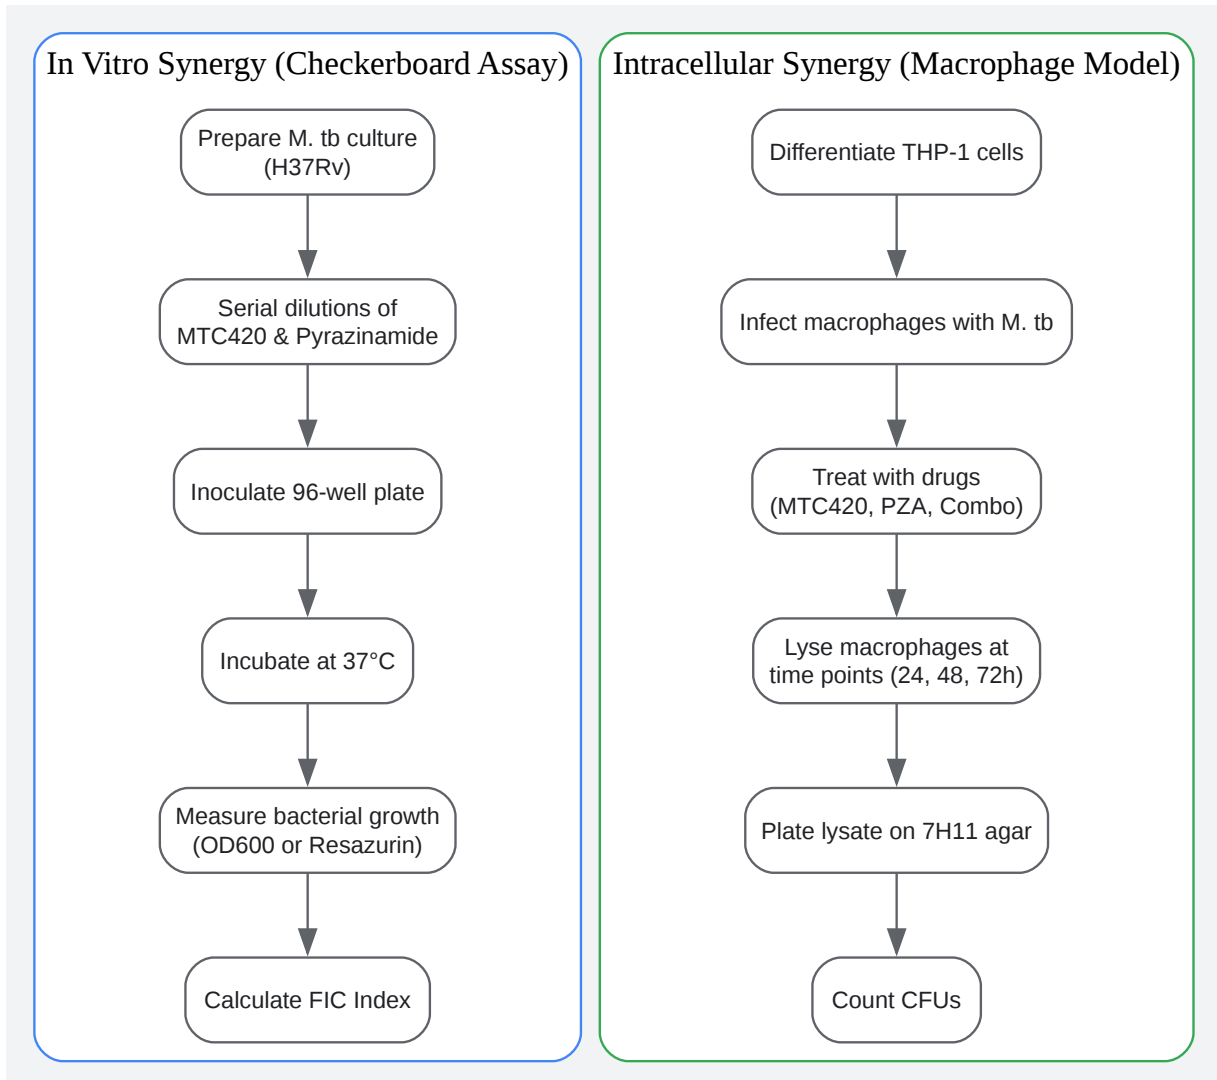 In Vitro Synergy (Checkerboard Assay)
Prepare M. tb culture
(H37Rv)
Serial dilutions of
MTC420 & Pyrazinamide
Inoculate 96-well plate
Incubate at 37°C
Measure bacterial growth
(OD600 or Resazurin)
Calculate FIC Index
Intracellular Synergy (Macrophage Model)
Differentiate THP-1 cells
Infect macrophages with M. tb
Treat with drugs
(MTC420, PZA, Combo)
Lyse macrophages at
time points (24, 48, 72h)
Plate lysate on 7H11 agar
Count CFUs